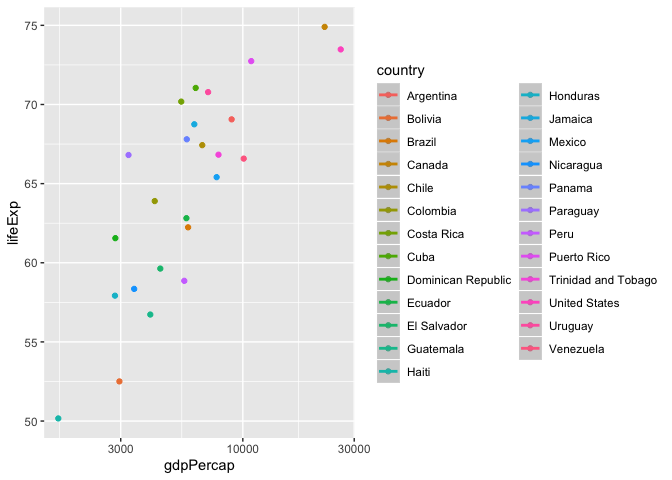 75
70
65
60
55
50
lifeExp
3000
10000
30000
gdpPercap
country
Argentina
Bolivia
Brazil
Canada
Chile
Colombia
Costa Rica
Cuba
Dominican Republic
Ecuador
El Salvador
Guatemala
Haiti
Honduras
Jamaica
Mexico
Nicaragua
Panama
Paraguay
Peru
Puerto Rico
Trinidad and Tobago
United States
Uruguay
Venezuela